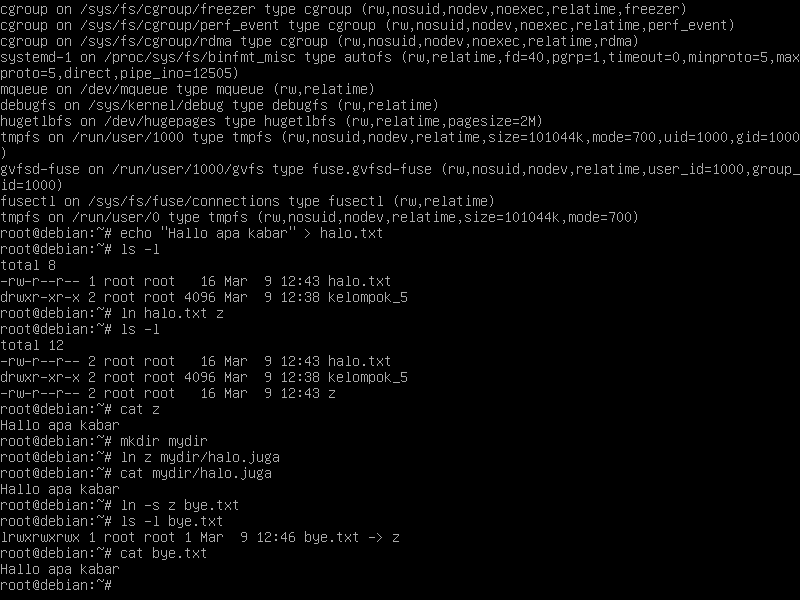 cgroup on /sys/fs/cgroup/freezer type cgroup (rw,nosuid,nodev,noexec,relatime,freezer)
cgroup on /sys/fs/cgroup/perf_event type cgroup (rw,nosuid,nodev,noexec,relatime,perf_event)
cgroup on /sys/fs/cgroup/rdma type cgroup (rw,nosuid,nodev,noexec,relatime,rdma)
systemd-1 on /proc/sys/fs/binfmt_misc type autofs (rw,relatime,fd=40,pgrp=1,timeout=0,minproto=5,max
proto=5,direct,pipe_ino=12505)
mqueue on /dev/mqueue type mqueue (rw,relatime)
debugfs on /sys/kernel/debug type debugfs (rw,relatime)
hugetlbfs on /dev/hugepages type hugetlbfs (rw,relatime,pagesize=2M)
tmpfs on /run/user/1000 type tmpfs (rw,nosuid,nodev,relatime,size=101044k,mode=700,uid=1000,gid=1000
)
gvfsd-fuse on /run/user/1000/gvfs type fuse.gvfsd-fuse (rw,nosuid,nodev,relatime,user_id=1000,group_
id=1000)
fusectl on /sys/fs/fuse/connections type fusectl (rw,relatime)
tmpfs on /run/user/0 type tmpfs (rw,nosuid,nodev,relatime,size=101044k,mode=700)
root@debian:~# echo "Hallo apa kabar" > halo.txt
root@debian:~# ls -l
total 8
-rw-r--r-- 1 root root   16 Mar  9 12:43 halo.txt
drwxr-xr-x 2 root root 4096 Mar  9 12:38 kelompok_5
root@debian:~# ln halo.txt z
root@debian:~# ls -l
total 12
-rw-r--r-- 2 root root   16 Mar  9 12:43 halo.txt
drwxr-xr-x 2 root root 4096 Mar  9 12:38 kelompok_5
-rw-r--r-- 2 root root   16 Mar  9 12:43 z
root@debian:~# cat z
Hallo apa kabar
root@debian:~# mkdir mydir
root@debian:~# ln z mydir/halo.juga
root@debian:~# cat mydir/halo.juga
Hallo apa kabar
root@debian:~# ln -s z bye.txt
root@debian:~# ls -l bye.txt
lrwxrwxrwx 1 root root 1 Mar  9 12:46 bye.txt -> z
root@debian:~# cat bye.txt
Hallo apa kabar
root@debian:~#